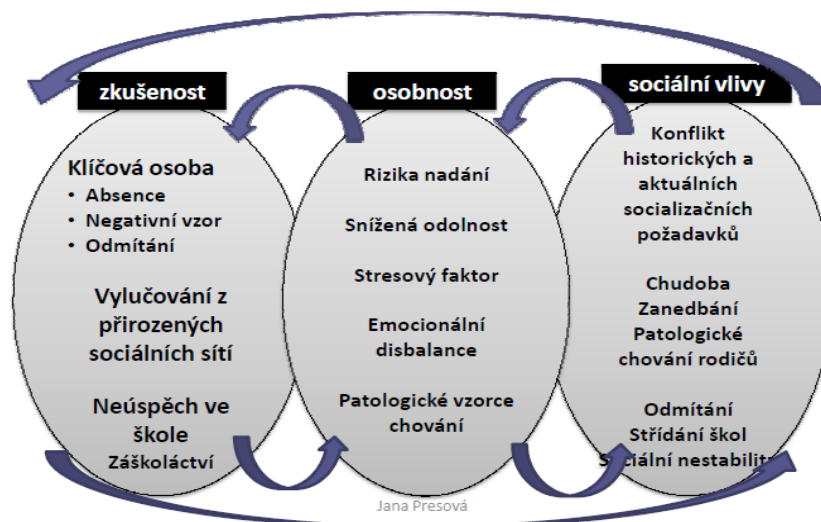 zkušenost
Klíčová osoba
• Absence
• Negativní vzor
• Odmítání
Vylučování z
přirozených
sociálních sítí
Neúspěch ve
škole
Záškoláctví
osobnost
Rizika nadání
Snížená odolnost
Stresový faktor
Emocionální
disbalance
Patologické vzorce
chování
sociální vlivy
Konflikt
historických a
aktuálních
socializačních
požadavků
Chudoba
Zanedbání
Patologické
chování rodičů
Odmítání
Střídání škol
Sociální nestabilita
Jana Presová